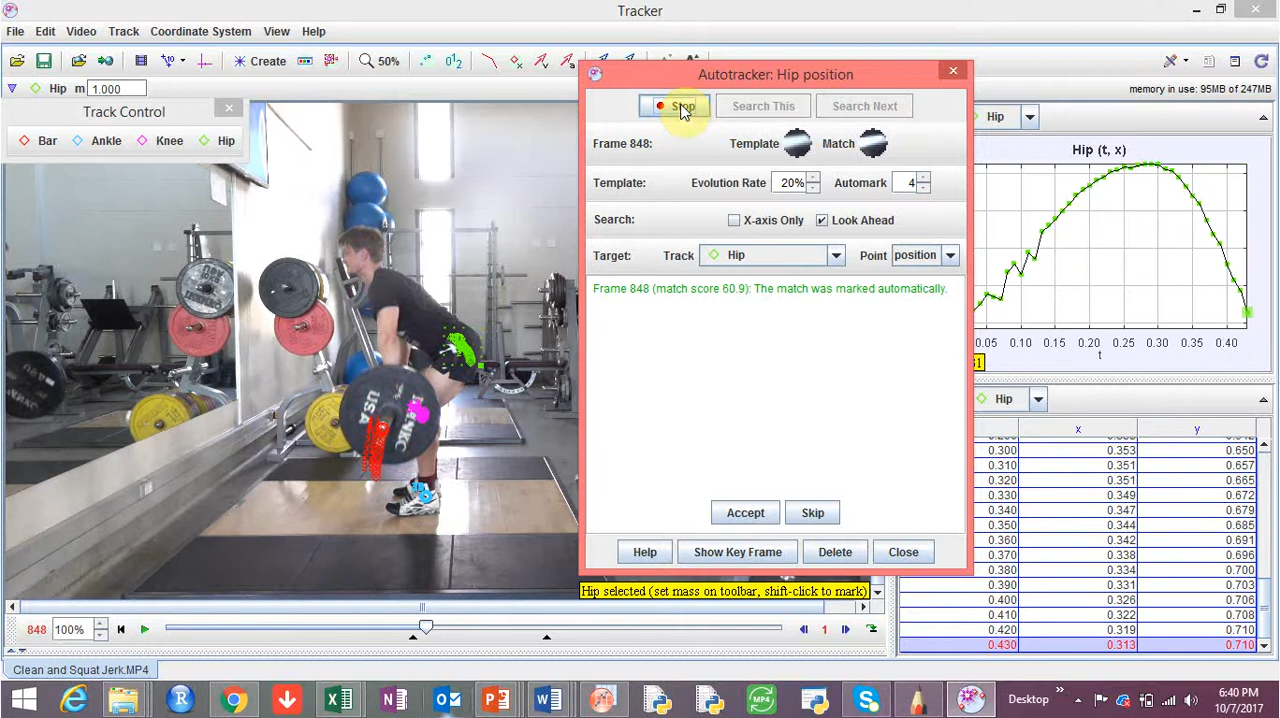 Tracker
File Edit Video Track Coordinate System View Help
Create 50%
Hip m 1.000
memory in use: 95MB of 247MB
Track Control
Bar Ankle Knee Hip
Autotracker: Hip position
Stop Search This Search Next
Frame 848: Template Match
Template: Evolution Rate 20% Automark 4
Search: X-axis Only Look Ahead
Target: Track Hip Point position
Frame 848 (match score 60.9): The match was marked automatically.
Accept Skip
Help Show Key Frame Delete Close
Hip selected (set mass on toolbar, shift-click to mark)
USA
Hip
Hip (t, x)
0.05 0.10 0.15 0.20 0.25 0.30 0.35 0.40
t
Hip
x y
0.300 0.353 0.650
0.310 0.351 0.657
0.320 0.351 0.665
0.330 0.349 0.672
0.340 0.347 0.679
0.350 0.344 0.685
0.360 0.342 0.691
0.370 0.338 0.696
0.380 0.334 0.700
0.390 0.331 0.703
0.400 0.326 0.706
0.410 0.322 0.708
0.420 0.319 0.710
0.430 0.313 0.710
848 100% 1
Clean and Squat Jerk.MP4
Desktop
6:40 PM
10/7/2017